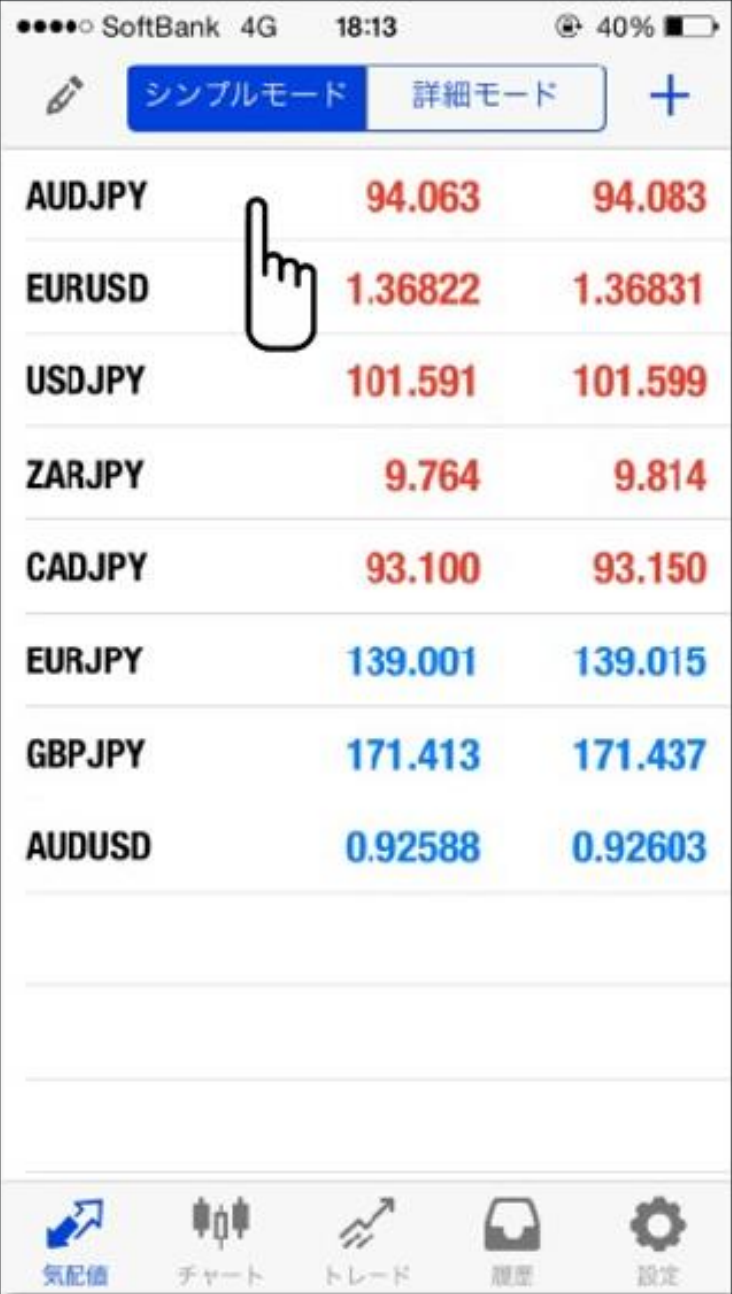 SoftBank 4G 18:13 40%
シンプルモード 詳細モード
AUDJPY 94.063 94.083
EURUSD 1.36822 1.36831
USDJPY 101.591 101.599
ZARJPY 9.764 9.814
CADJPY 93.100 93.150
EURJPY 139.001 139.015
GBPJPY 171.413 171.437
AUDUSD 0.92588 0.92603
気配値 チャート トレード 履歴 設定